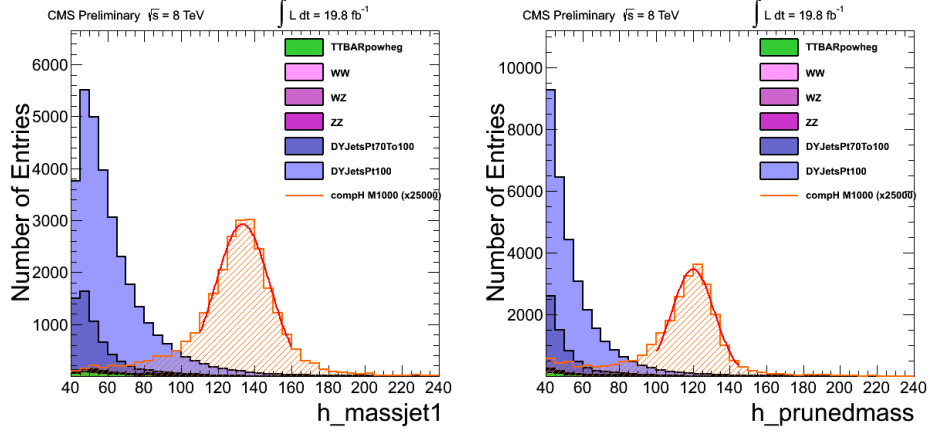 CMS Preliminary √s = 8 TeV ∫ L dt = 19.8 fb⁻¹
Number of Entries
6000
5000
4000
3000
2000
1000
TTBARpowheg
WW
WZ
ZZ
DYJetsPt70To100
DYJetsPt100
compH M1000 (x25000)
40 60 80 100 120 140 160 180 200 220 240
h_massjet1
CMS Preliminary √s = 8 TeV ∫ L dt = 19.8 fb⁻¹
Number of Entries
10000
8000
6000
4000
2000
TTBARpowheg
WW
WZ
ZZ
DYJetsPt70To100
DYJetsPt100
compH M1000 (x25000)
40 60 80 100 120 140 160 180 200 220 240
h_prunedmass